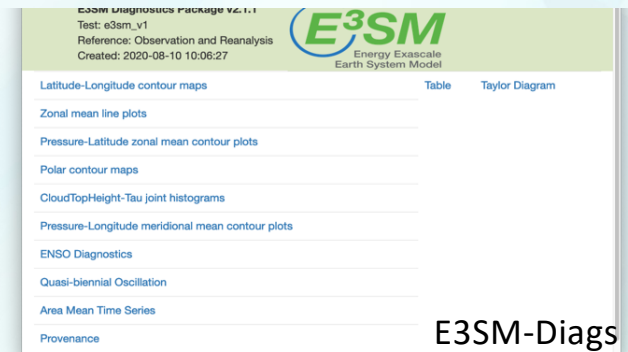 E3SM Diagnostics Package v2.1.1
Test: e3sm_v1
Reference: Observation and Reanalysis
Created: 2020-08-10 10:06:27
E³SM
Energy Exascale
Earth System Model
Latitude-Longitude contour maps Table Taylor Diagram
Zonal mean line plots
Pressure-Latitude zonal mean contour plots
Polar contour maps
CloudTopHeight-Tau joint histograms
Pressure-Longitude meridional mean contour plots
ENSO Diagnostics
Quasi-biennial Oscillation
Area Mean Time Series
Provenance
E3SM-Diags